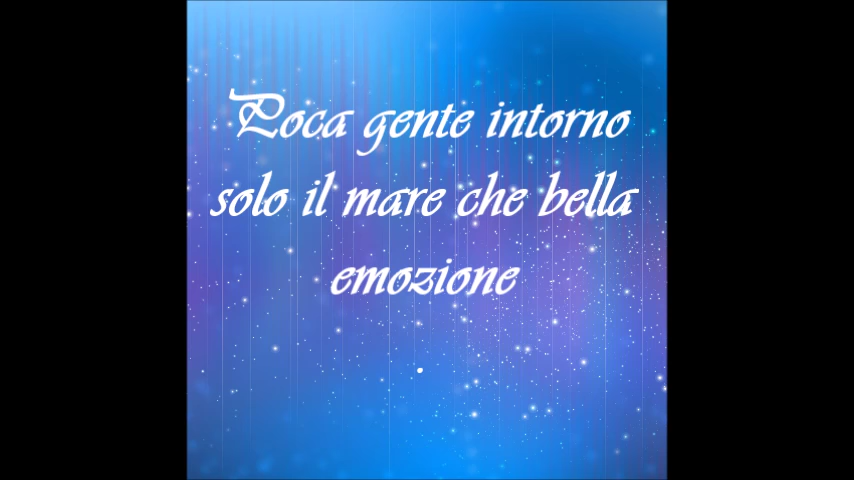 Poca gente intorno
solo il mare che bella
emozione
.